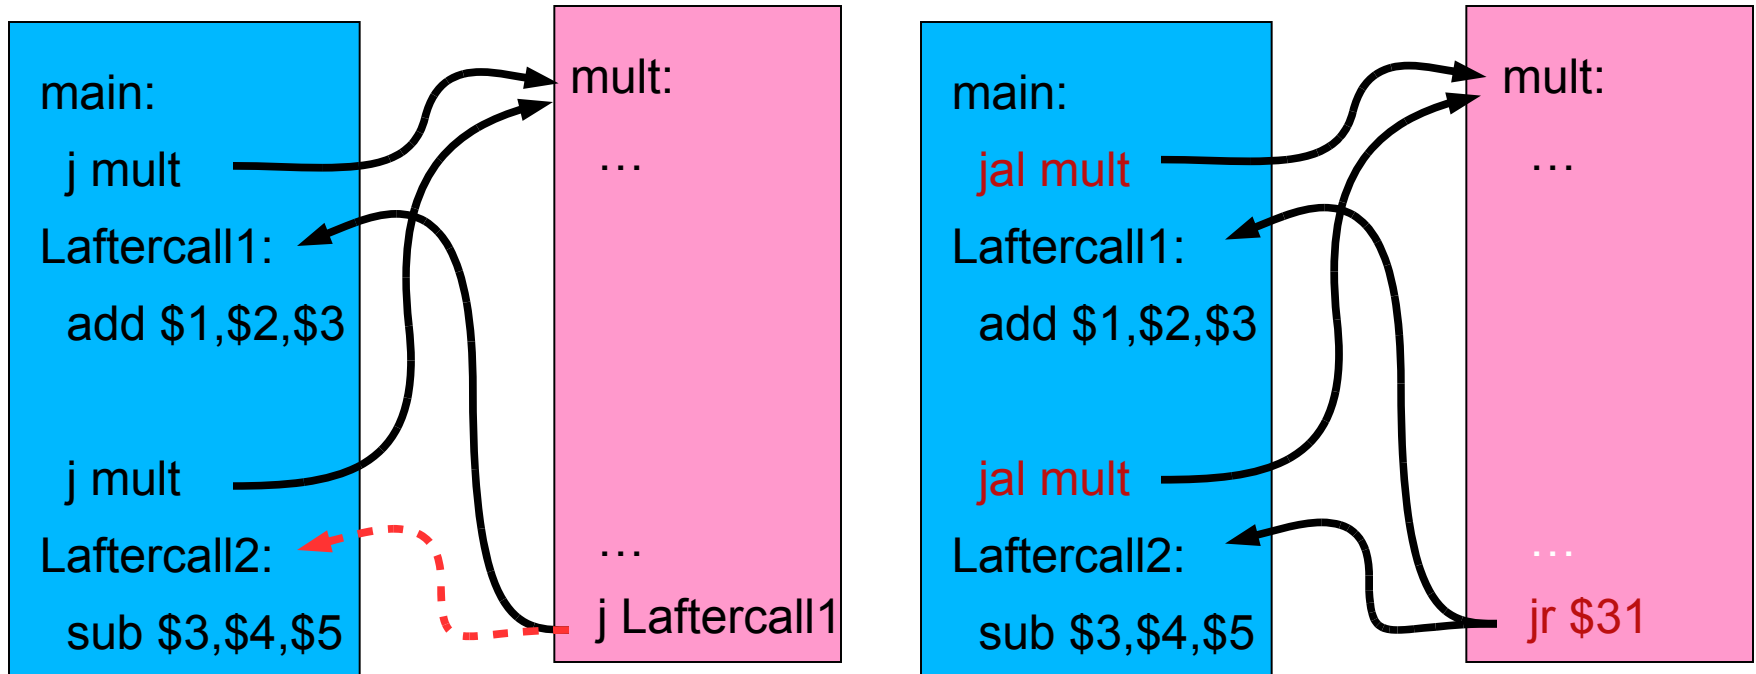 main:
j mult
Laftercall1:
add $1,$2,$3
j mult
Laftercall2:
sub $3,$4,$5
mult:
...
...
j Laftercall1
main:
jal mult
Laftercall1:
add $1,$2,$3
jal mult
Laftercall2:
sub $3,$4,$5
mult:
...
...
jr $31